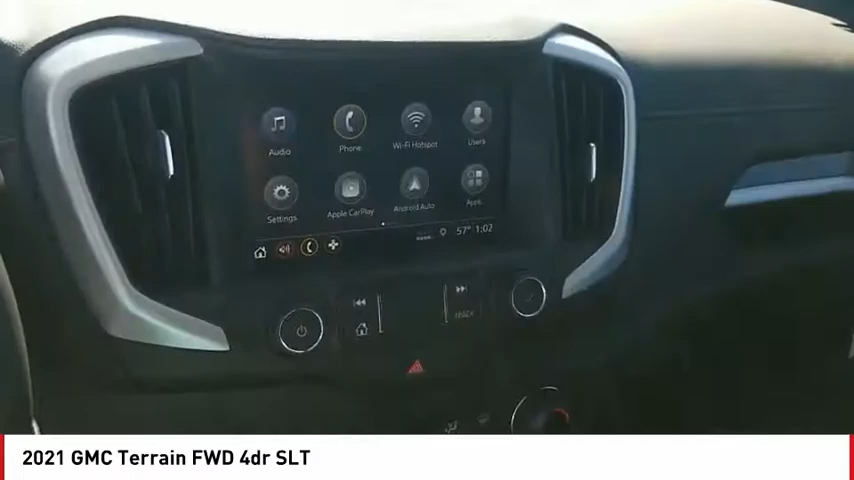 Audio
Phone
Wi-Fi Hotspot
Users
Settings
Apple CarPlay
Android Auto
Apps
57° 1:02
BACK
2021 GMC Terrain FWD 4dr SLT